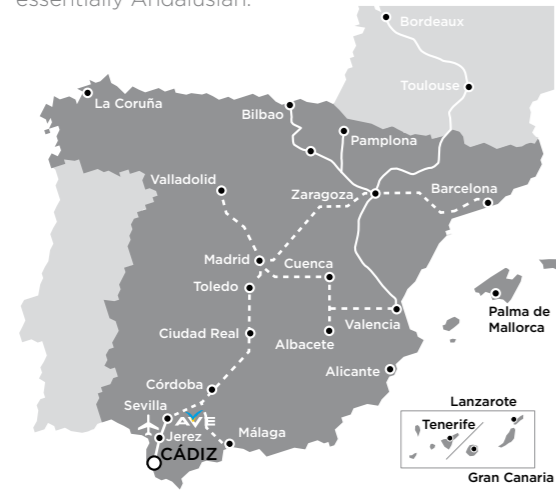 essentially Andalusian.
Bordeaux
Toulouse
La Coruña
Bilbao
Pamplona
Valladolid
Zaragoza
Barcelona
Madrid
Cuenca
Toledo
Palma de
Mallorca
Ciudad Real
Valencia
Albacete
Alicante
Córdoba
Sevilla
AVE
Jerez
Málaga
CÁDIZ
Lanzarote
Tenerife
Gran Canaria